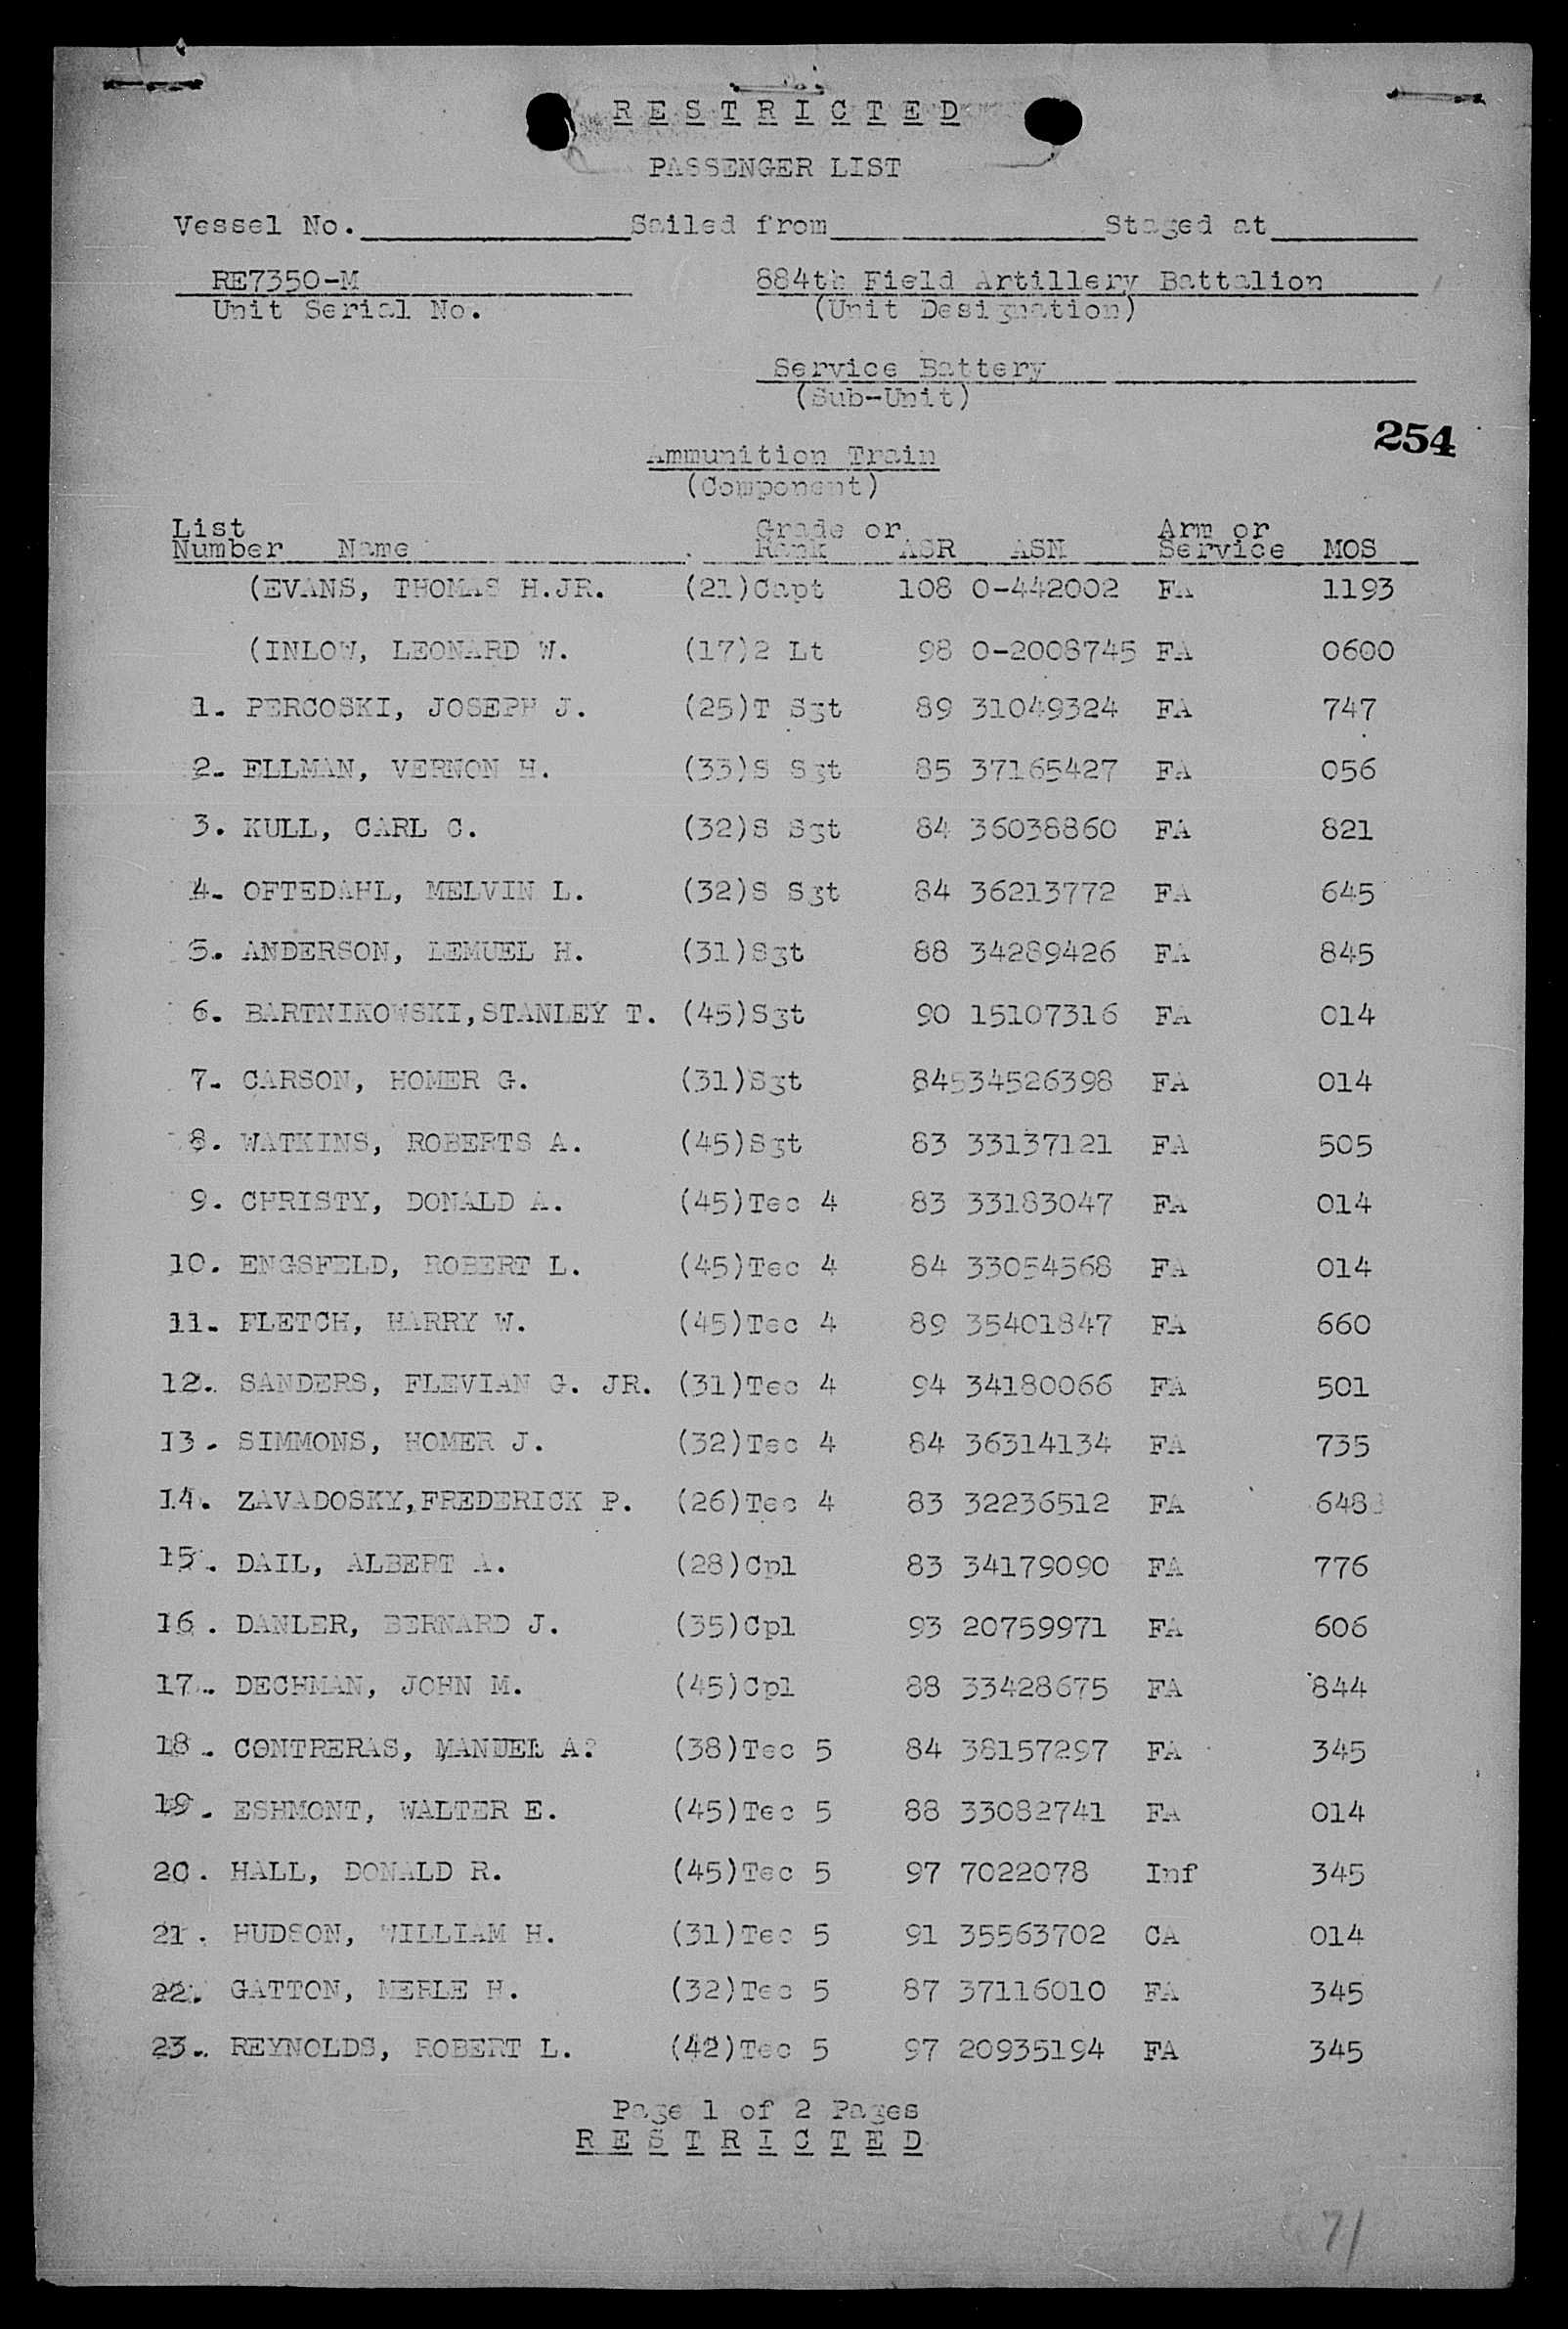 RESTRICTED
PASSENGER LIST
Vessel No. Sailed from Staged at
RE7350-M 884th Field Artillery Battalion
Unit Serial No. (Unit Designation)
Service Battery
(Sub-Unit)
254
Ammunition Train
(Component)
List Grade or Arm or
Number Name Rank ASR ASN Service MOS
(EVANS, THOMAS H.JR. (21)Capt 108 0-442002 FA 1193
(INLOW, LEONARD W. (17)2 Lt 98 0-2008745 FA 0600
1. PERCOSKI, JOSEPH J. (25)T Sgt 89 31049324 FA 747
2. ELLMAN, VERNON H. (33)S Sgt 85 37165427 FA 056
3. KULL, CARL C. (32)S Sgt 84 36038860 FA 821
4. OFTEDAHL, MELVIN L. (32)S Sgt 84 36213772 FA 645
5. ANDERSON, LEMUEL H. (31)Sgt 88 34289426 FA 845
6. BARTNIKOWSKI,STANLEY T. (45)Sgt 90 15107316 FA 014
7. CARSON, HOMER G. (31)Sgt 84534526398 FA 014
8. WATKINS, ROBERTS A. (45)Sgt 83 33137121 FA 505
9. CHRISTY, DONALD A. (45)Tec 4 83 33183047 FA 014
10. ENGSFELD, ROBERT L. (45)Tec 4 84 33054568 FA 014
11. FLETCH, HARRY W. (45)Tec 4 89 35401847 FA 660
12. SANDERS, FLEVIAN G. JR. (31)Tec 4 94 34180066 FA 501
13. SIMMONS, HOMER J. (32)Tec 4 84 36314134 FA 735
14. ZAVADOSKY,FREDERICK P. (26)Tec 4 83 32236512 FA 648
15. DAIL, ALBERT A. (28)Cpl 83 34179090 FA 776
16. DANLER, BERNARD J. (35)Cpl 93 20759971 FA 606
17. DECHMAN, JOHN M. (45)Cpl 88 33428675 FA 844
18. CONTRERAS, MANUEL A? (38)Tec 5 84 38157297 FA 345
19. ESHMONT, WALTER E. (45)Tec 5 88 33082741 FA 014
20. HALL, DONALD R. (45)Tec 5 97 7022078 Inf 345
21. HUDSON, WILLIAM H. (31)Tec 5 91 35563702 CA 014
22. GATTON, MERLE H. (32)Tec 5 87 37116010 FA 345
23. REYNOLDS, ROBERT L. (42)Tec 5 97 20935194 FA 345
Page 1 of 2 Pages
RESTRICTED
71